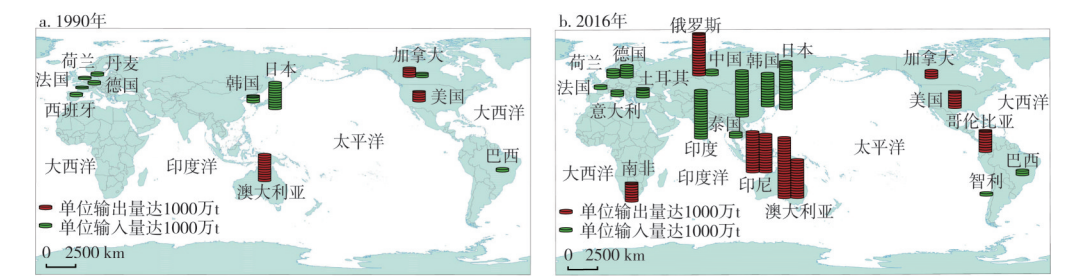 a. 1990年
荷兰
丹麦
法国
德国
西班牙
韩国
日本
加拿大
美国
大西洋
太平洋
大西洋
印度洋
巴西
澳大利亚
单位输出量达1000万t
单位输入量达1000万t
0 2500 km
b. 2016年
俄罗斯
荷兰
德国
中国
韩国
日本
加拿大
法国
土耳其
意大利
美国
大西洋
泰国
哥伦比亚
印度
太平洋
大西洋
南非
印度洋
印尼
巴西
智利
澳大利亚
单位输出量达1000万t
单位输入量达1000万t
0 2500 km